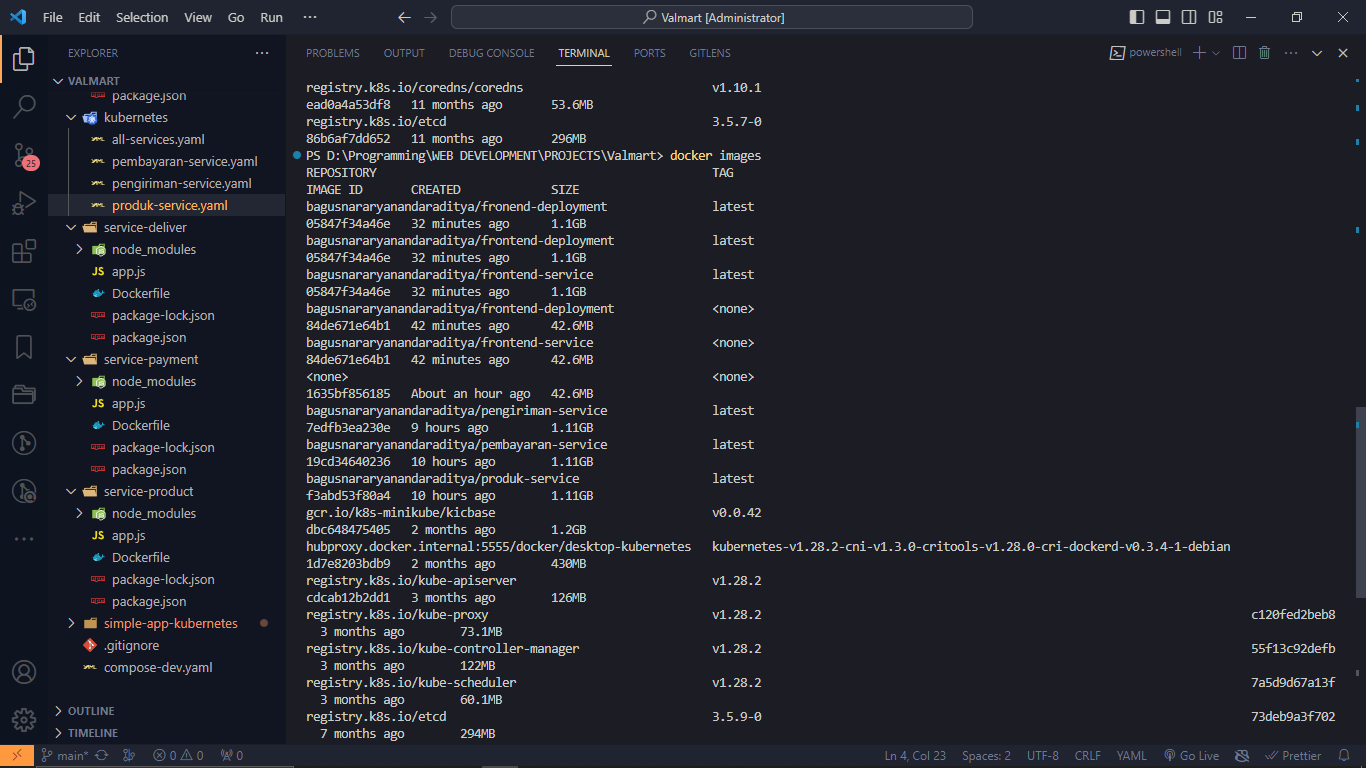 File Edit Selection View Go Run ··· Valmart [Administrator]
EXPLORER ···
VALMART
package.json
kubernetes
all-services.yaml
pembayaran-service.yaml
pengiriman-service.yaml
produk-service.yaml
service-deliver
node_modules
JS app.js
Dockerfile
package-lock.json
package.json
service-payment
node_modules
JS app.js
Dockerfile
package-lock.json
package.json
service-product
node_modules
JS app.js
Dockerfile
package-lock.json
package.json
simple-app-kubernetes
.gitignore
compose-dev.yaml
OUTLINE
TIMELINE
25
PROBLEMS OUTPUT DEBUG CONSOLE TERMINAL PORTS GITLENS powershell
registry.k8s.io/coredns/coredns v1.10.1
ead0a4a53df8 11 months ago 53.6MB
registry.k8s.io/etcd 3.5.7-0
86b6af7dd652 11 months ago 296MB
PS D:\Programming\WEB DEVELOPMENT\PROJECTS\Valmart> docker images
REPOSITORY TAG
IMAGE ID CREATED SIZE
bagusnararyanandaraditya/fronend-deployment latest
05847f34a46e 32 minutes ago 1.1GB
bagusnararyanandaraditya/frontend-deployment latest
05847f34a46e 32 minutes ago 1.1GB
bagusnararyanandaraditya/frontend-service latest
05847f34a46e 32 minutes ago 1.1GB
bagusnararyanandaraditya/frontend-deployment <none>
84de671e64b1 42 minutes ago 42.6MB
bagusnararyanandaraditya/frontend-service <none>
84de671e64b1 42 minutes ago 42.6MB
<none> <none>
1635bf856185 About an hour ago 42.6MB
bagusnararyanandaraditya/pengiriman-service latest
7edfb3ea230e 9 hours ago 1.11GB
bagusnararyanandaraditya/pembayaran-service latest
19cd34640236 10 hours ago 1.11GB
bagusnararyanandaraditya/produk-service latest
f3abd53f80a4 10 hours ago 1.11GB
gcr.io/k8s-minikube/kicbase v0.0.42
dbc648475405 2 months ago 1.2GB
hubproxy.docker.internal:5555/docker/desktop-kubernetes kubernetes-v1.28.2-cni-v1.3.0-critools-v1.28.0-cri-dockerd-v0.3.4-1-debian
1d7e8203bdb9 2 months ago 430MB
registry.k8s.io/kube-apiserver v1.28.2
cdcab12b2dd1 3 months ago 126MB
registry.k8s.io/kube-proxy v1.28.2 c120fed2beb8
3 months ago 73.1MB
registry.k8s.io/kube-controller-manager v1.28.2 55f13c92defb
3 months ago 122MB
registry.k8s.io/kube-scheduler v1.28.2 7a5d9d67a13f
3 months ago 60.1MB
registry.k8s.io/etcd 3.5.9-0 73deb9a3f702
7 months ago 294MB
main* 0 0 0 Ln 4, Col 23 Spaces: 2 UTF-8 CRLF YAML Go Live Prettier